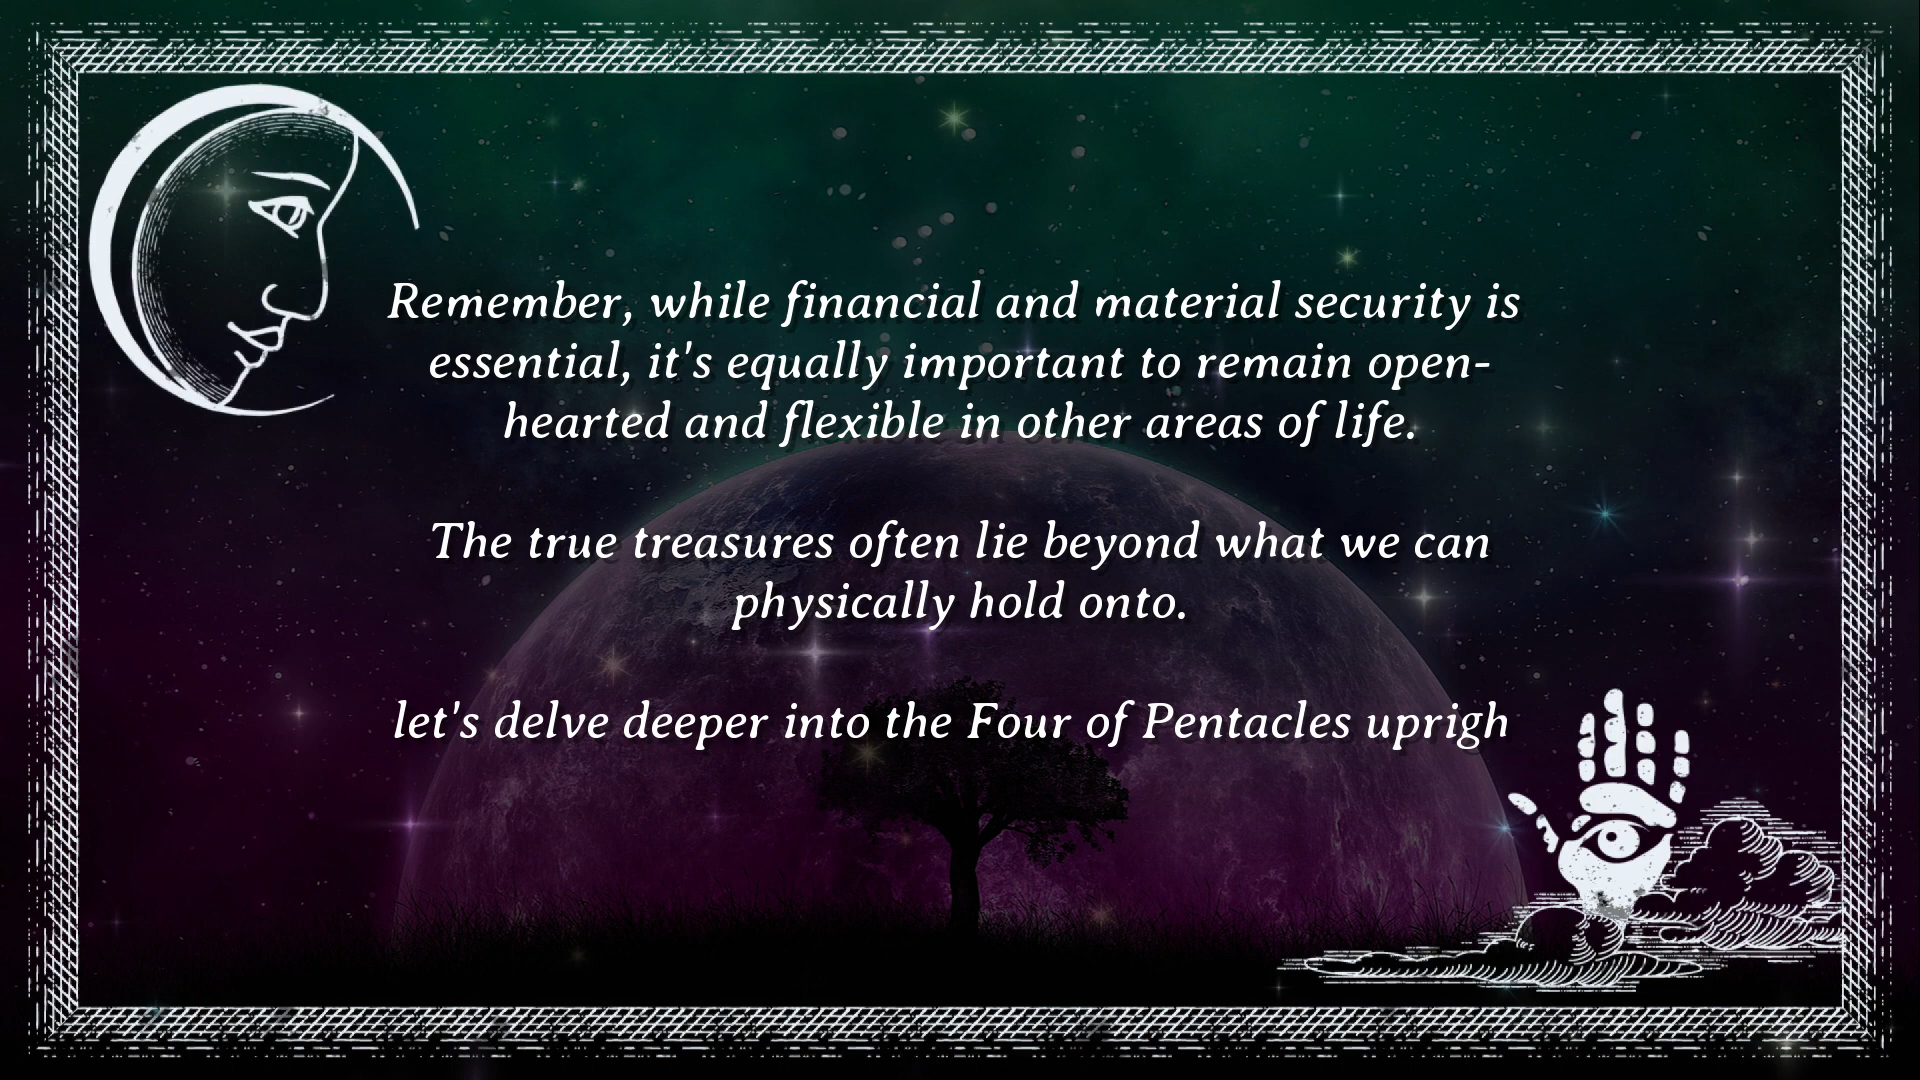 Remember, while financial and material security is
essential, it's equally important to remain open-
hearted and flexible in other areas of life.
The true treasures often lie beyond what we can
physically hold onto.
let's delve deeper into the Four of Pentacles uprigh